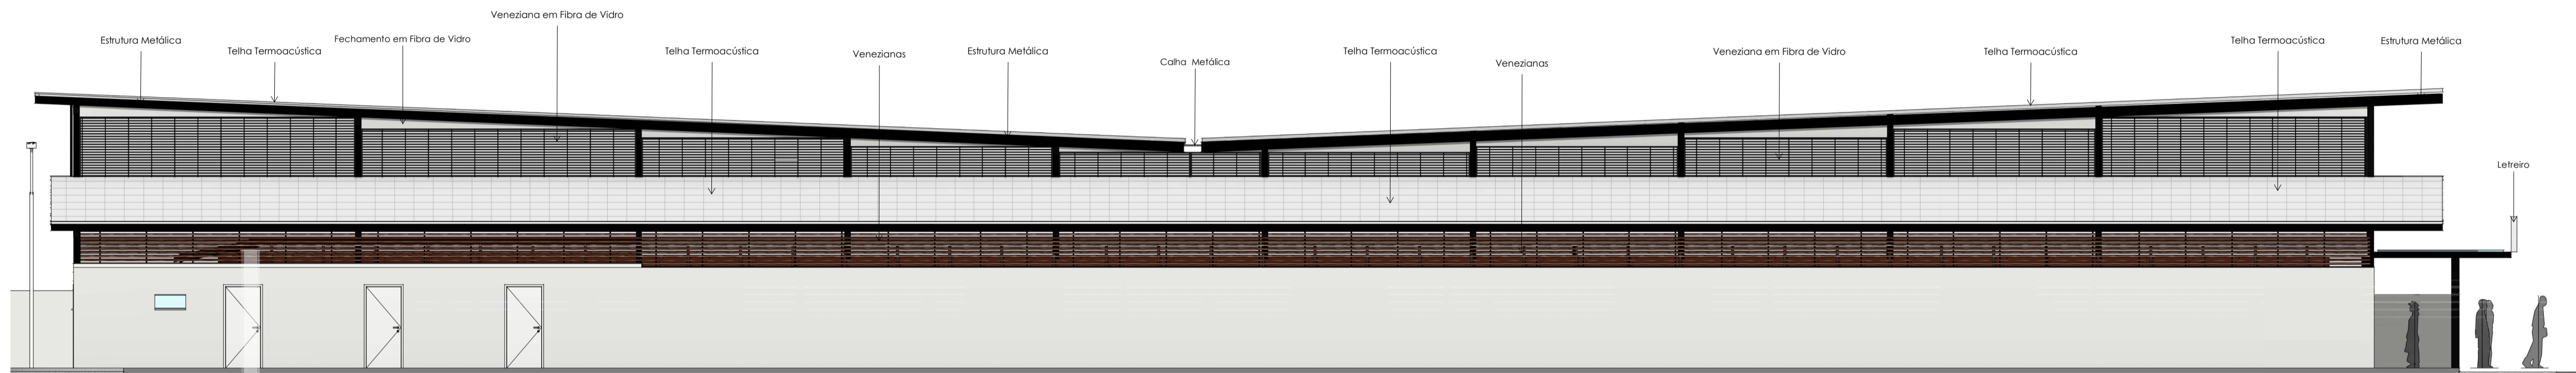 Estrutura Metálica
Telha Termoacústica
Fechamento em Fibra de Vidro
Veneziana em Fibra de Vidro
Telha Termoacústica
Venezianas
Estrutura Metálica
Calha  Metálica
Telha Termoacústica
Venezianas
Veneziana em Fibra de Vidro
Telha Termoacústica
Telha Termoacústica
Estrutura Metálica
Letreiro